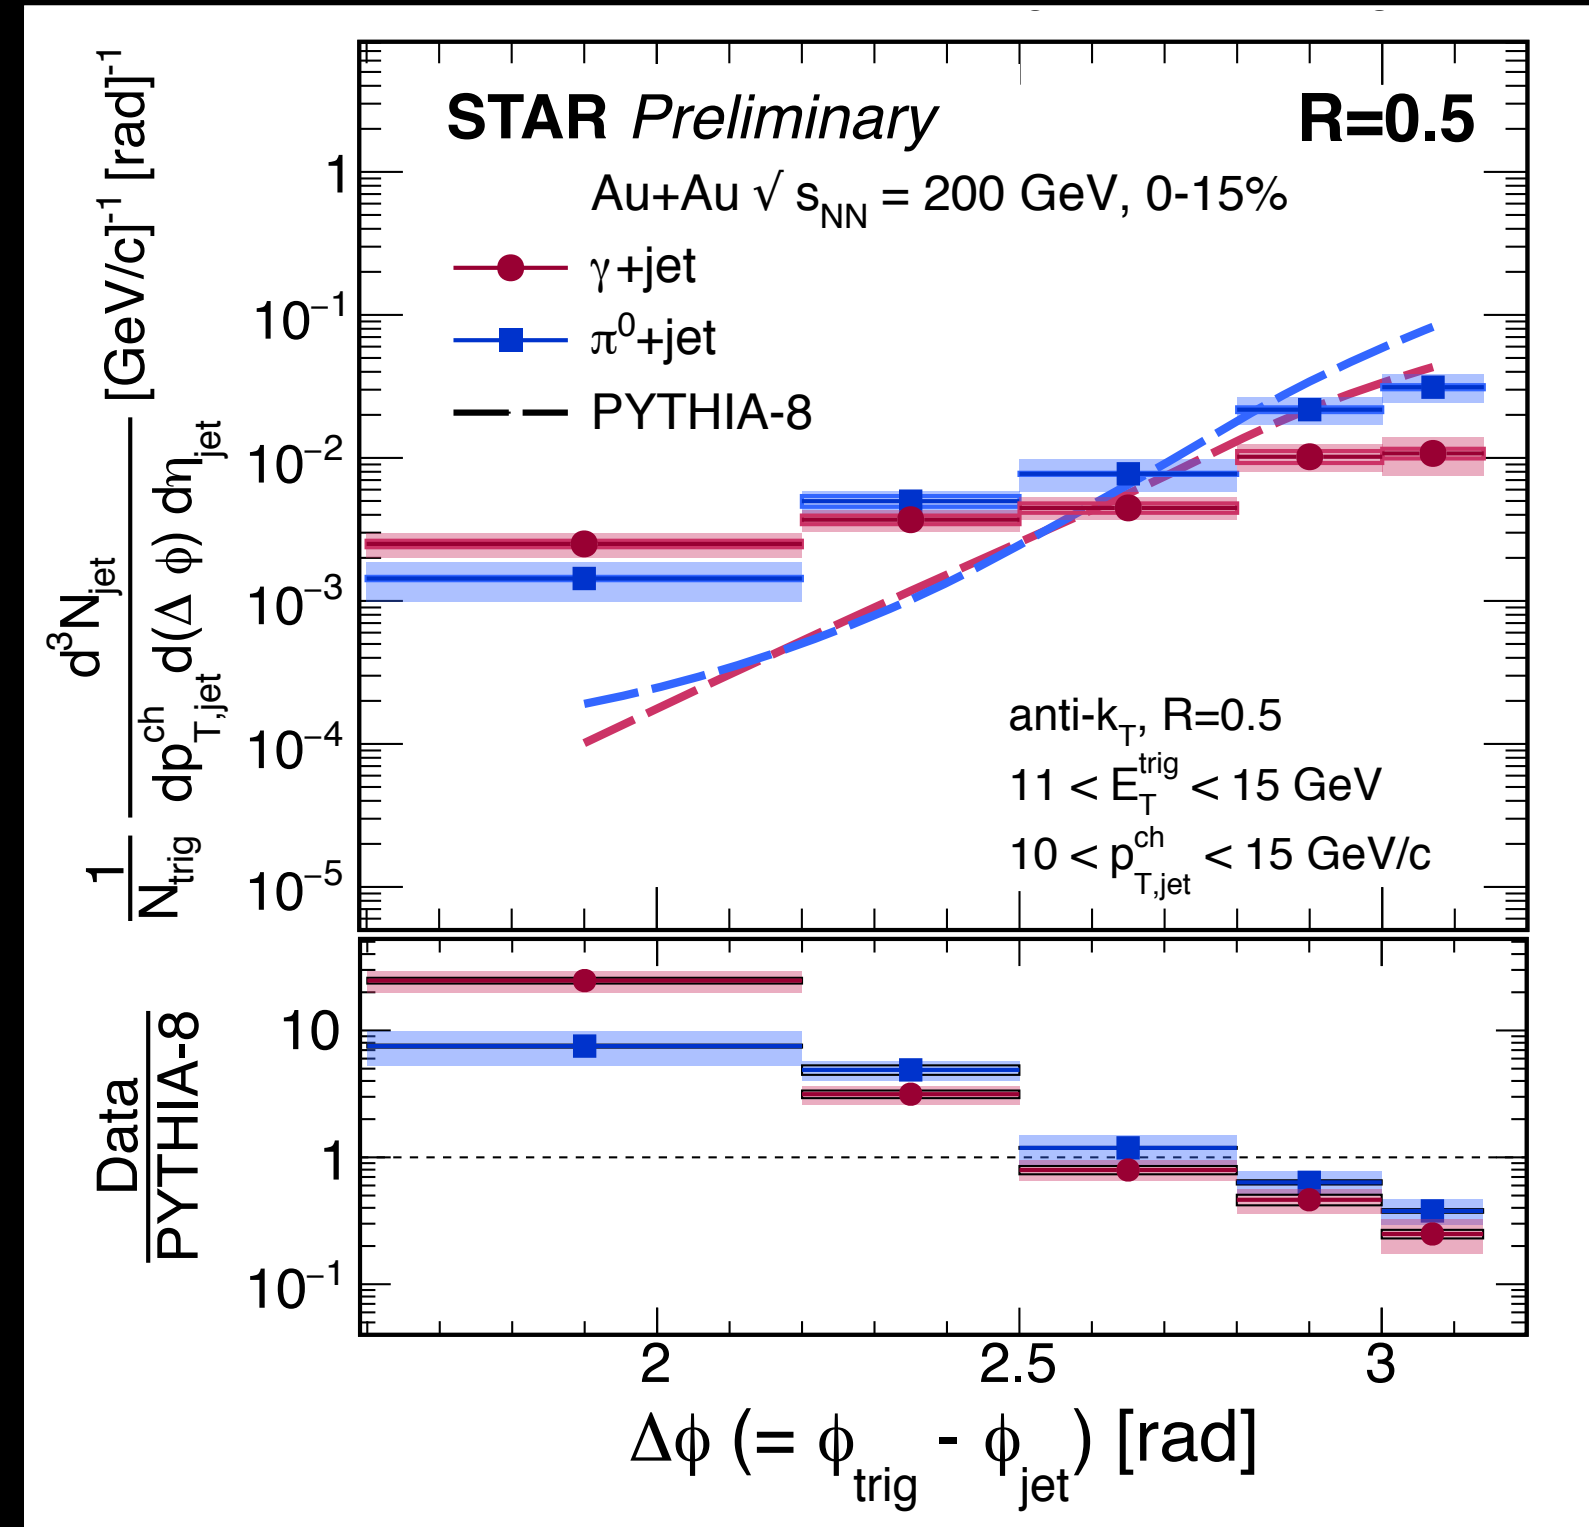 STAR Preliminary
R=0.5
Au+Au √ s_NN = 200 GeV, 0-15%
γ+jet
π⁰+jet
PYTHIA-8
anti-k_T, R=0.5
11 < E_T^trig < 15 GeV
10 < p_T,jet^ch < 15 GeV/c
1/N_trig d³N_jet/dp_T,jet^ch d(Δ φ) dη_jet [GeV/c]⁻¹ [rad]⁻¹
1
10⁻¹
10⁻²
10⁻³
10⁻⁴
10⁻⁵
Data
PYTHIA-8
10
1
10⁻¹
2
2.5
3
Δϕ (= ϕ_trig - ϕ_jet) [rad]